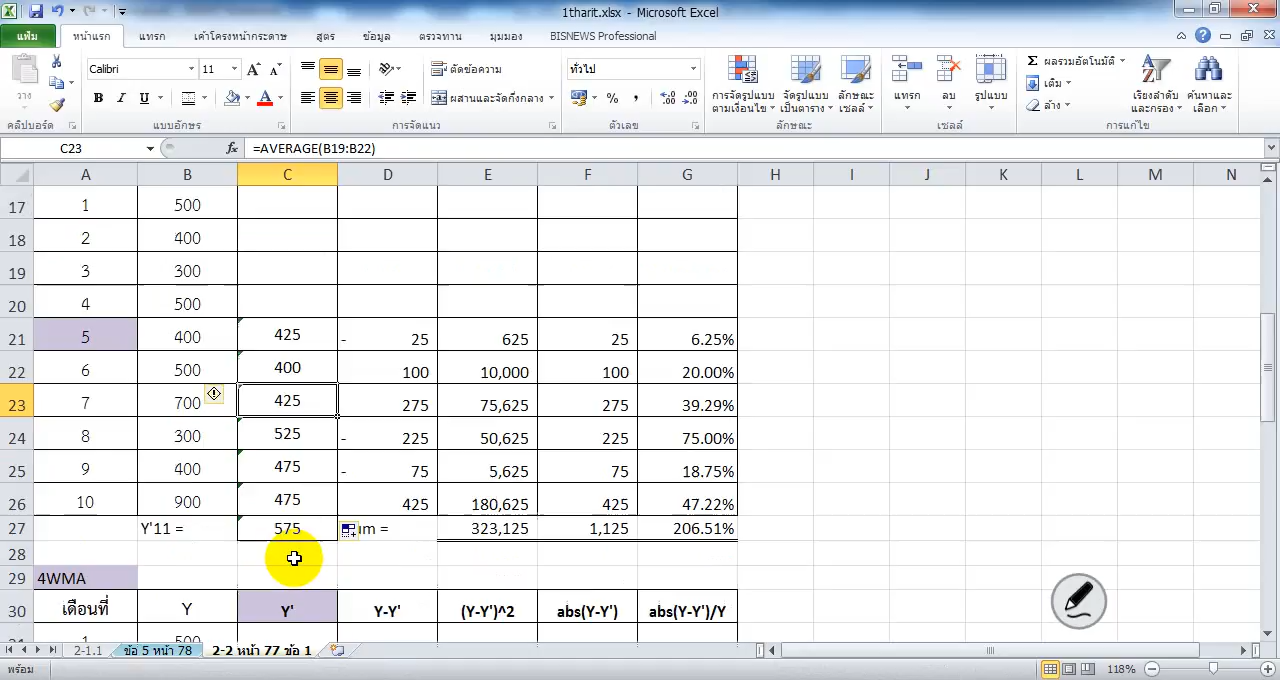 1tharit.xlsx - Microsoft Excel
แฟ้ม หน้าแรก แทรก เค้าโครงหน้ากระดาษ สูตร ข้อมูล ตรวจทาน มุมมอง BISNEWS Professional
วาง Calibri 11 ตัดข้อความ ทั่วไป ผลรวมอัตโนมัติ
B I U A ผสานและจัดกึ่งกลาง % , การจัดรูปแบบ จัดรูปแบบ ลักษณะ แทรก ลบ รูปแบบ เติม เรียงลำดับ ค้นหาและ
ตามเงื่อนไข เป็นตาราง เซลล์ ล้าง และกรอง เลือก
คลิปบอร์ด แบบอักษร การจัดแนว ตัวเลข ลักษณะ เซลล์ การแก้ไข
C23 fx =AVERAGE(B19:B22)
A B C D E F G H I J K L M N
17 1 500
18 2 400
19 3 300
20 4 500
21 5 400 425 - 25 625 25 6.25%
22 6 500 400 100 10,000 100 20.00%
23 7 700 425 275 75,625 275 39.29%
24 8 300 525 - 225 50,625 225 75.00%
25 9 400 475 - 75 5,625 75 18.75%
26 10 900 475 425 180,625 425 47.22%
27 Y'11 = 575 um = 323,125 1,125 206.51%
28
29 4WMA
30 เดือนที่ Y Y' Y-Y' (Y-Y')^2 abs(Y-Y') abs(Y-Y')/Y
1 500
2-1.1 ข้อ 5 หน้า 78 2-2 หน้า 77 ข้อ 1
พร้อม 118%